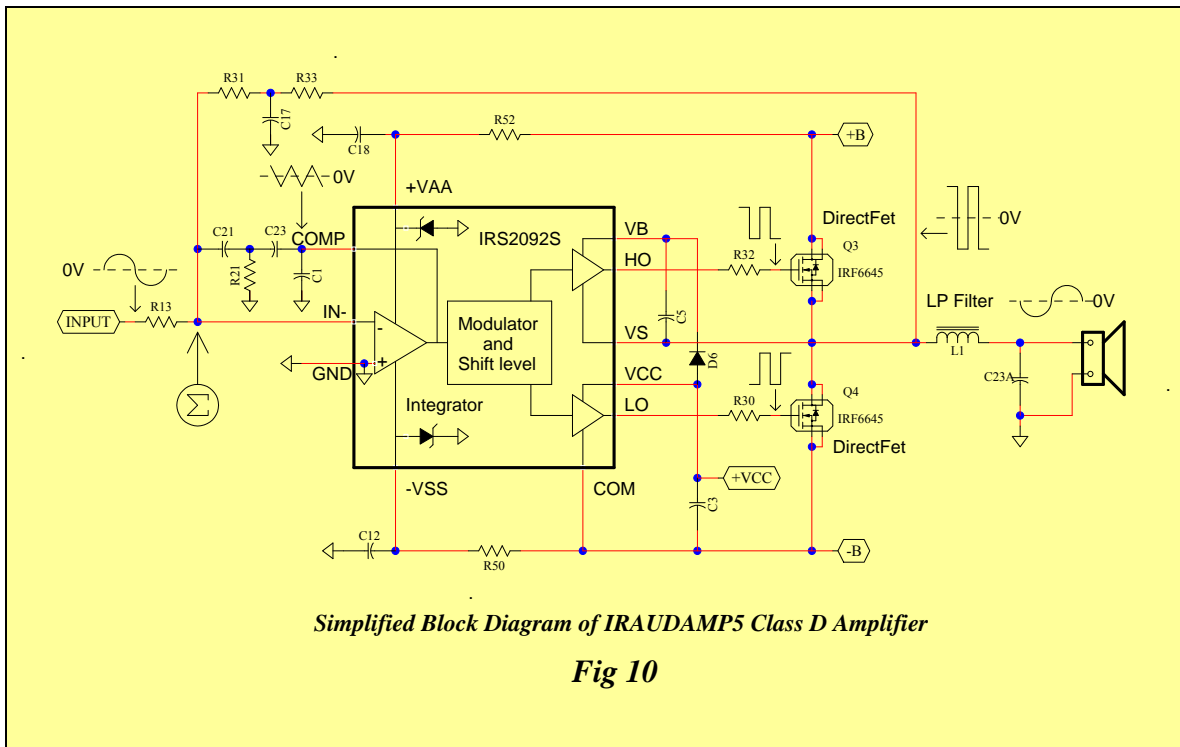 R31
R33
C17
C18
R52
+B
0V
+VAA
0V
DirectFet
IRS2092S
VB
Q3
C21
C23
COMP
HO
R32
IRF6645
R21
C1
0V
LP Filter
0V
INPUT
R13
IN-
-
Modulator
and
Shift level
C5
VS
L1
+
GND
D6
VCC
Q4
C23A
Σ
Integrator
LO
R30
IRF6645
DirectFet
+VCC
-VSS
COM
C3
C12
R50
-B
Simplified Block Diagram of IRAUDAMP5 Class D Amplifier
Fig 10